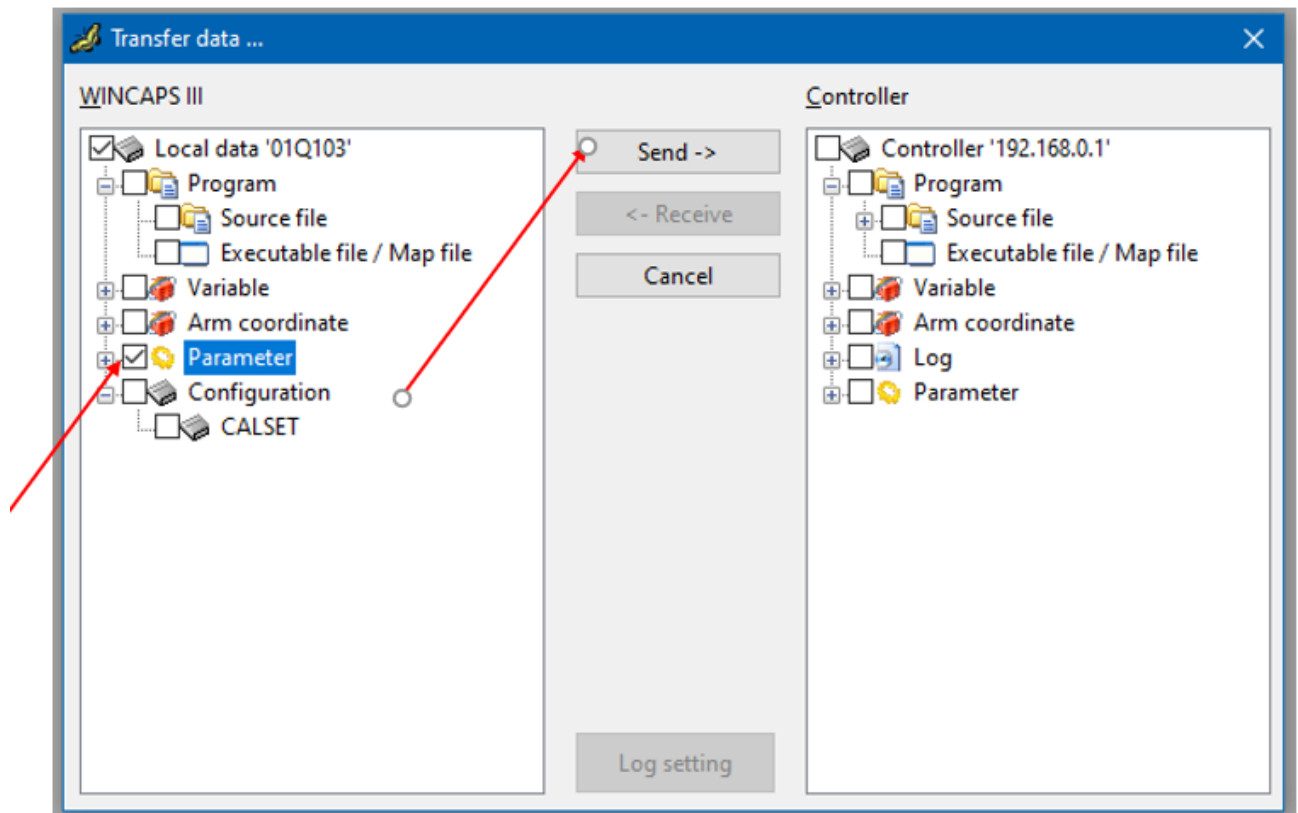 Transfer data ...
WINCAPS III
Local data '01Q103'
Program
Source file
Executable file / Map file
Variable
Arm coordinate
Parameter
Configuration
CALSET
Send ->
<- Receive
Cancel
Log setting
Controller
Controller '192.168.0.1'
Program
Source file
Executable file / Map file
Variable
Arm coordinate
Log
Parameter